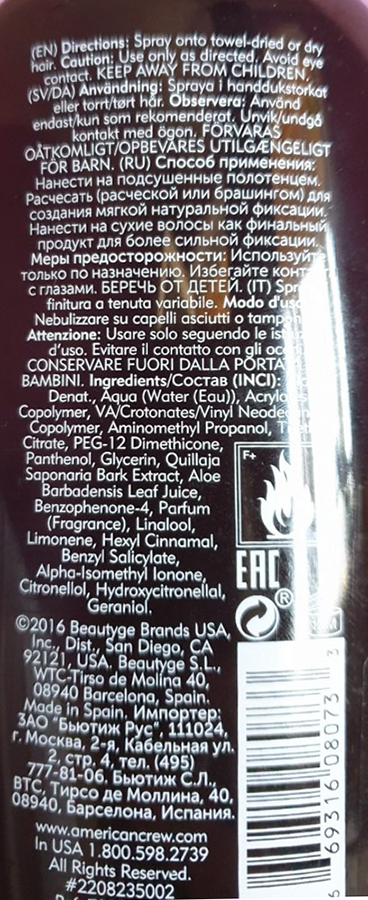 (EN) Directions: Spray onto towel-dried or dry
hair. Caution: Use only as directed. Avoid eye
contact. KEEP AWAY FROM CHILDREN.
(SV/DA) Användning: Spraya i handdukstorkat
eller torrt/tørt hår. Observera: Använd
endast/kun som rekomenderat. Unvik/undgå
kontakt med ögon. FÖRVARAS
OÅTKOMLIGT/OPBEVARES UTILGÆNGELIGT
FÖR BARN. (RU) Способ применения:
Нанести на подсушенные полотенцем.
Расчесать (расческой или брашингом) для
создания мягкой натуральной фиксации.
Нанести на сухие волосы как финальный
продукт для более сильной фиксации.
Меры предосторожности: Используйте
только по назначению. Избегайте
с глазами. БЕРЕЧЬ ОТ ДЕТЕЙ. (IT)
finitura a tenuta variabile. Modo d'uso
Nebulizzare su capelli asciutti o
Attenzione: Usare solo seguendo le
d'uso. Evitare il contatto con gli
CONSERVARE FUORI DALLA
BAMBINI. Ingredients/Состав (INCI):
Denat., Aqua (Water (Eau)),
Copolymer, VA/Crotonates/Vinyl
Copolymer, Aminomethyl Propanol,
Citrate, PEG-12 Dimethicone,
Panthenol, Glycerin, Quillaja
Saponaria Bark Extract, Aloe
Barbadensis Leaf Juice,
Benzophenone-4, Parfum
(Fragrance), Linalool,
Limonene, Hexyl Cinnamal,
Benzyl Salicylate,
Alpha-Isomethyl Ionone,
Citronellol, Hydroxycitronellal,
Geraniol.
F+
EAC
®
©2016 Beautyge Brands USA,
Inc., Dist., San Diego, CA
92121, USA. Beautyge S.L.,
WTC-Tirso de Molina 40,
08940 Barcelona, Spain.
Made in Spain. Импортер:
ЗАО "Бьютиж Рус", 111024,
г. Москва, 2-я, Кабельная ул.
2, стр. 4, тел. (495)
777-81-06. Бьютиж С.Л.,
ВТС, Тирсо де Моллина, 40,
08940, Барселона, Испания.
www.americancrew.com
In USA 1.800.598.2739
All Rights Reserved.
#2208235002
69316 08073 3